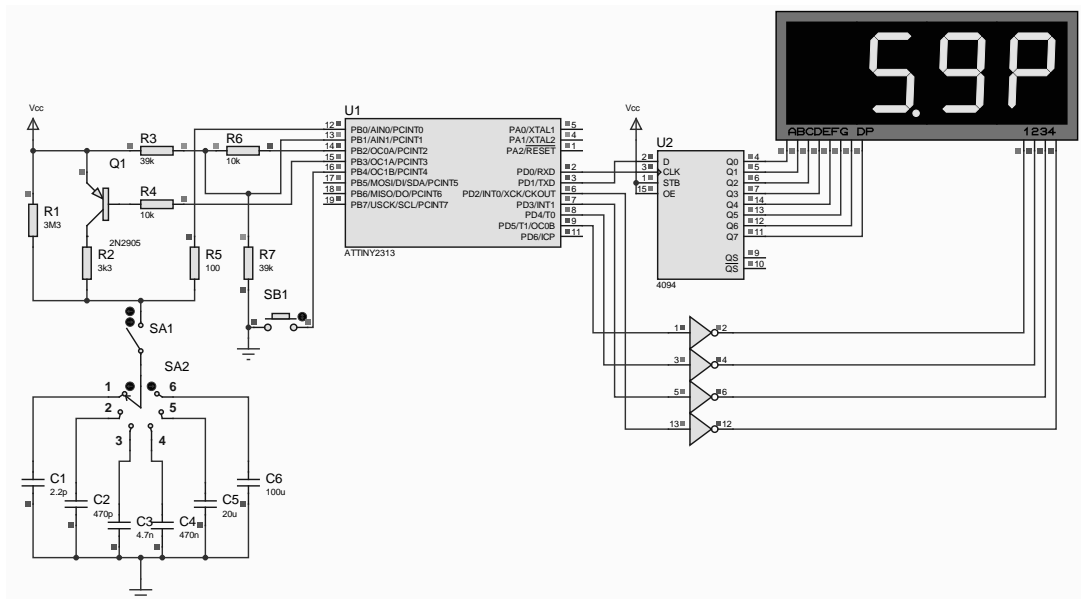 5.9P
ABCDEFG DP
1234
Vcc
R3
39k
R6
10k
Q1
R4
10k
R1
3M3
2N2905
R2
3k3
R5
100
R7
39k
SB1
U1
12
13
14
15
16
17
18
19
PB0/AIN0/PCINT0
PB1/AIN1/PCINT1
PB2/OC0A/PCINT2
PB3/OC1A/PCINT3
PB4/OC1B/PCINT4
PB5/MOSI/DI/SDA/PCINT5
PB6/MISO/DO/PCINT6
PB7/USCK/SCL/PCINT7
PA0/XTAL1
PA1/XTAL2
PA2/RESET
PD0/RXD
PD1/TXD
PD2/INT0/XCK/CKOUT
PD3/INT1
PD4/T0
PD5/T1/OC0B
PD6/ICP
5
4
1
2
3
6
7
8
9
11
ATTINY2313
Vcc
U2
2
3
1
15
D
CLK
STB
OE
Q0
Q1
Q2
Q3
Q4
Q5
Q6
Q7
QS
QS
4
5
6
7
14
13
12
11
9
10
4094
1
2
3
4
5
6
13
12
SA1
SA2
1
2
3
4
5
6
C1
2.2p
C2
470p
C3
4.7n
C4
470n
C5
20u
C6
100u